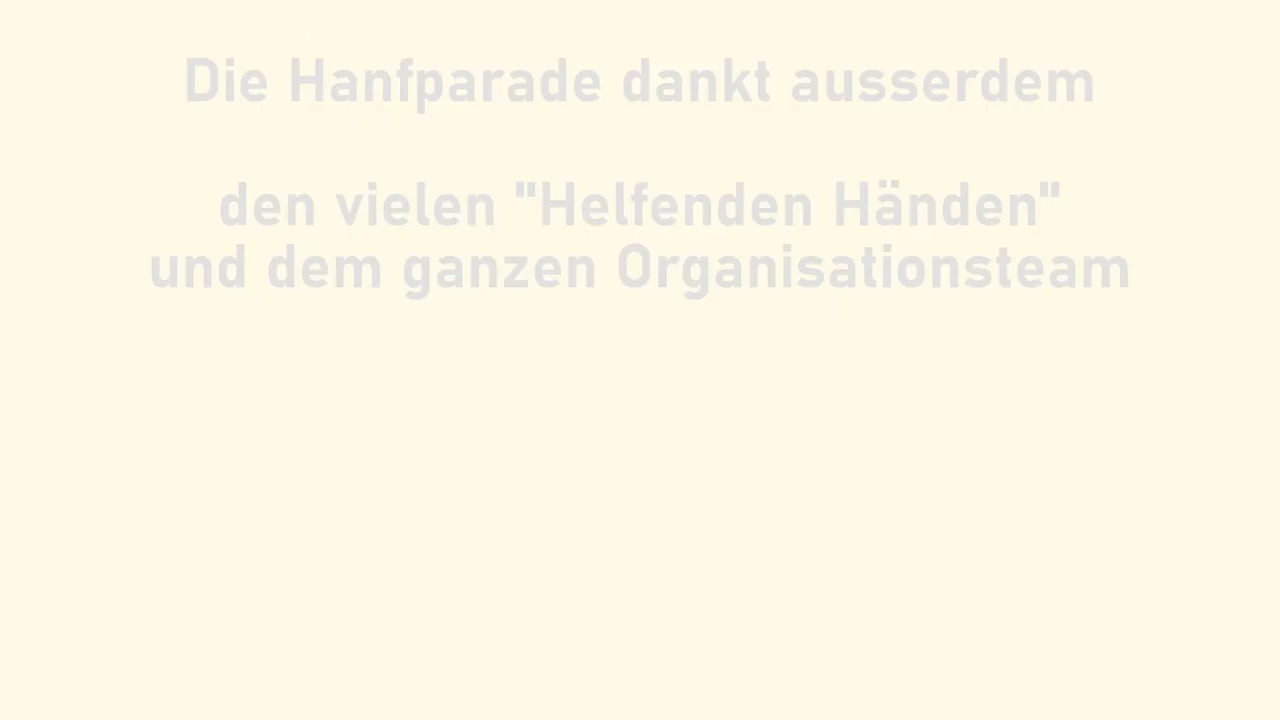 Die Hanfparade dankt ausserdem
den vielen "Helfenden Händen"
und dem ganzen Organisationsteam